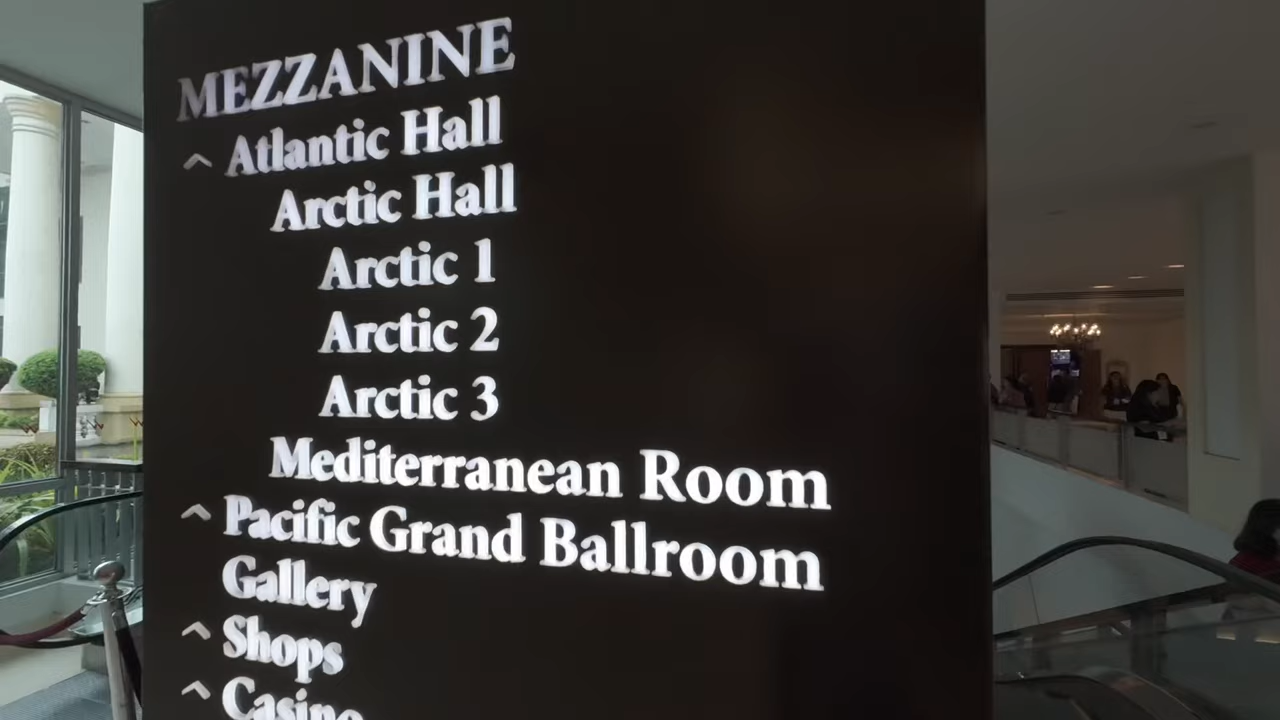 MEZZANINE
^ Atlantic Hall
Arctic Hall
Arctic 1
Arctic 2
Arctic 3
Mediterranean Room
^ Pacific Grand Ballroom
Gallery
^ Shops
^ Casino